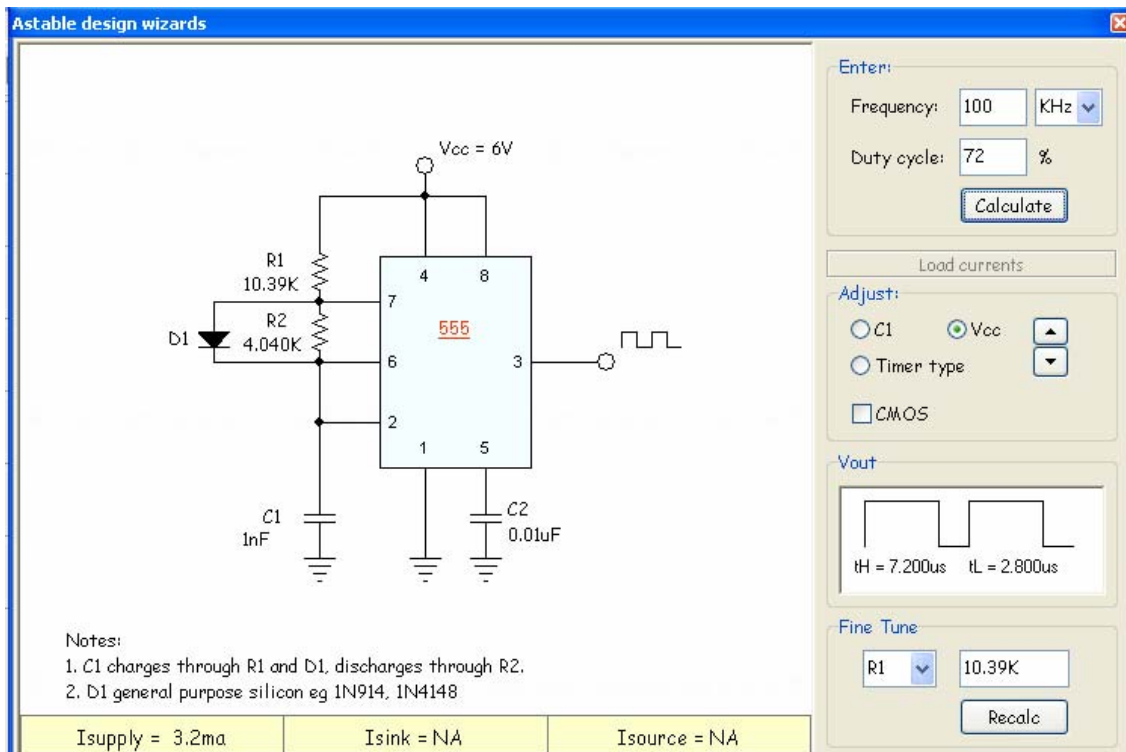 Astable design wizards
Enter:
Frequency: 100 KHz
Duty cycle: 72 %
Calculate
Load currents
Adjust:
C1 Vcc
Timer type
CMOS
Vout
tH = 7.200us tL = 2.800us
Fine Tune
R1 10.39K
Recalc
Vcc = 6V
R1
10.39K
4 8
7
D1
R2
4.040K
555
6
3
2
1 5
C1
1nF
C2
0.01uF
Notes:
1. C1 charges through R1 and D1, discharges through R2.
2. D1 general purpose silicon eg 1N914, 1N4148
Isupply = 3.2ma Isink = NA Isource = NA